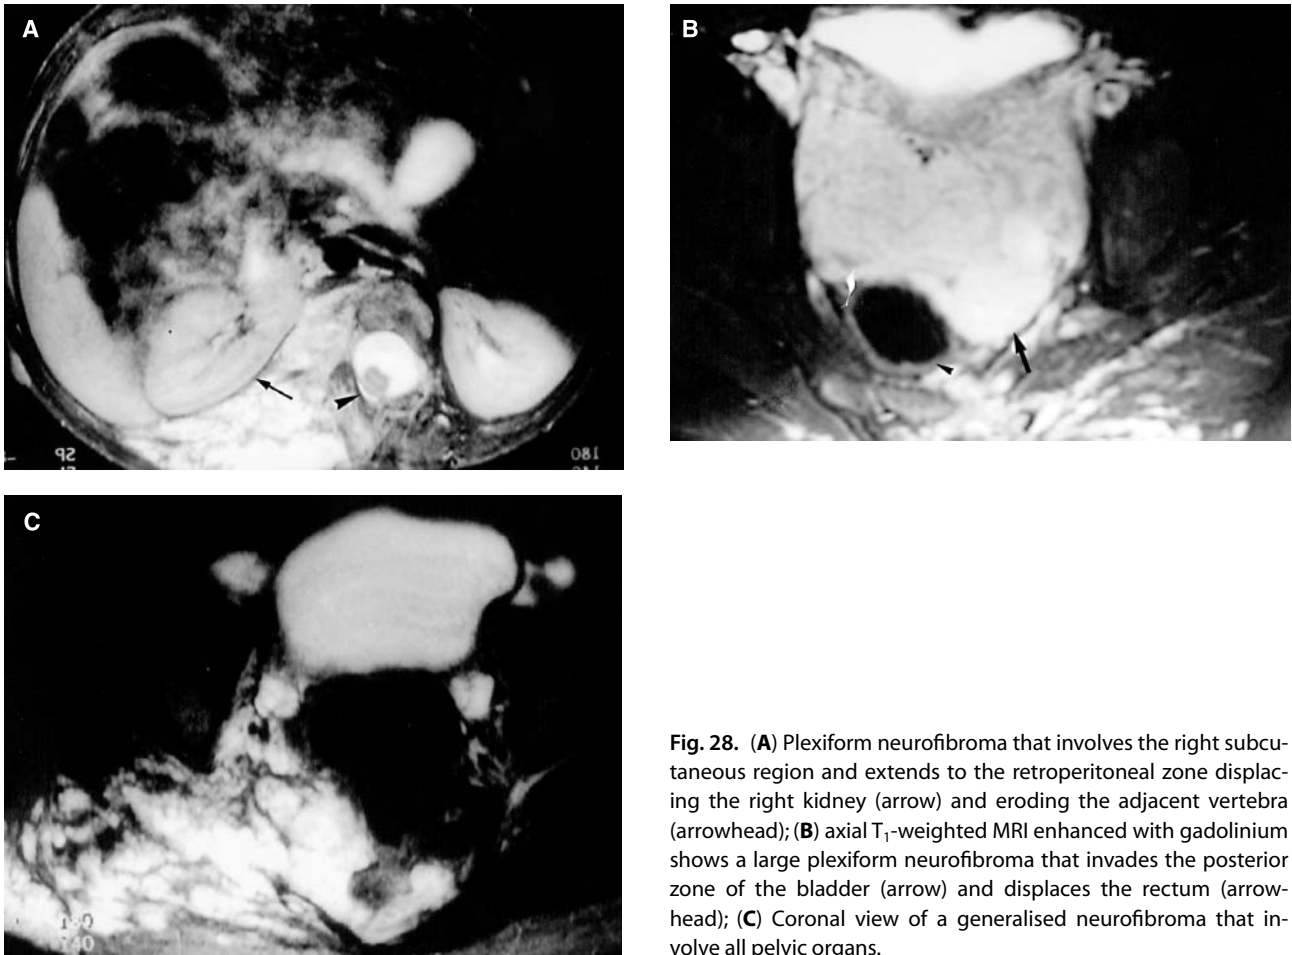 A
B
SP
180
C
180
140
Fig. 28. (A) Plexiform neurofibroma that involves the right subcu-
taneous region and extends to the retroperitoneal zone displac-
ing the right kidney (arrow) and eroding the adjacent vertebra
(arrowhead); (B) axial T₁-weighted MRI enhanced with gadolinium
shows a large plexiform neurofibroma that invades the posterior
zone of the bladder (arrow) and displaces the rectum (arrow-
head); (C) Coronal view of a generalised neurofibroma that in-
volve all pelvic organs.